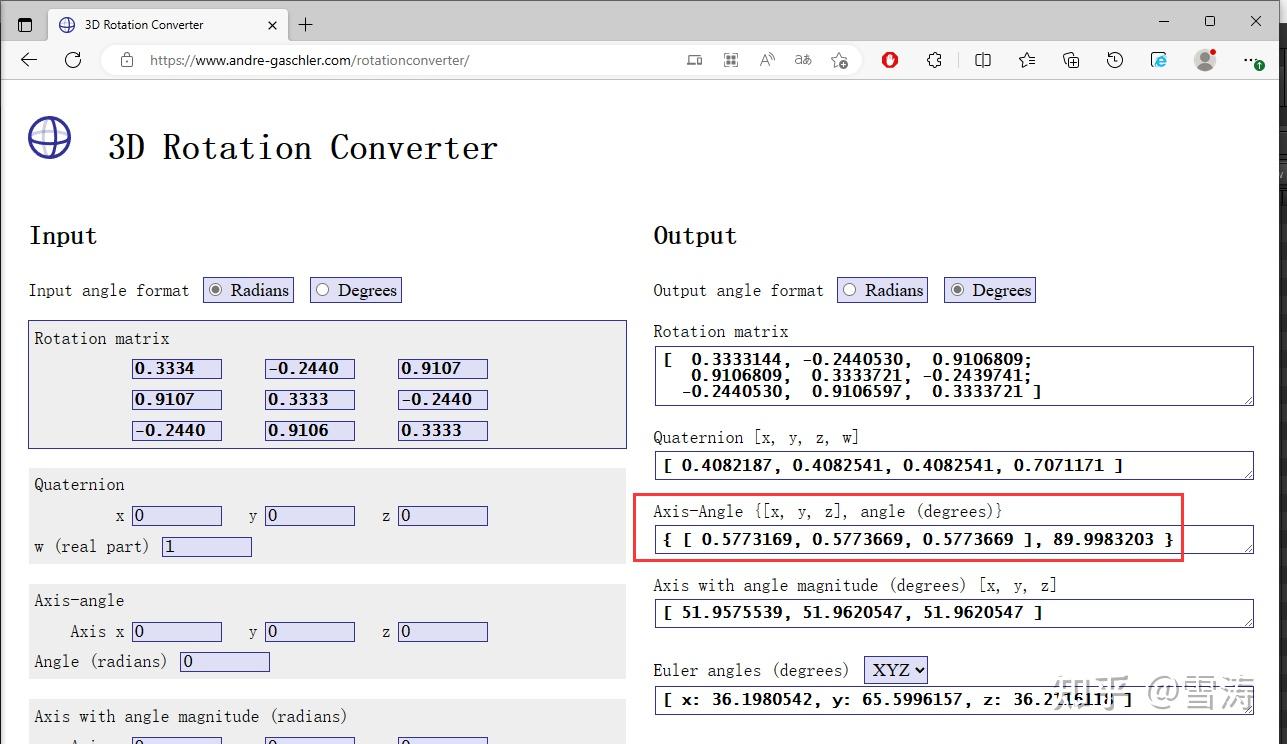 3D Rotation Converter
https://www.andre-gaschler.com/rotationconverter/
3D Rotation Converter
Input
Input angle format Radians Degrees
Rotation matrix
0.3334 -0.2440 0.9107
0.9107 0.3333 -0.2440
-0.2440 0.9106 0.3333
Quaternion
x 0 y 0 z 0
w (real part) 1
Axis-angle
Axis x 0 y 0 z 0
Angle (radians) 0
Axis with angle magnitude (radians)
Output
Output angle format Radians Degrees
Rotation matrix
[ 0.3333144, -0.2440530, 0.9106809;
0.9106809, 0.3333721, -0.2439741;
-0.2440530, 0.9106597, 0.3333721 ]
Quaternion [x, y, z, w]
[ 0.4082187, 0.4082541, 0.4082541, 0.7071171 ]
Axis-Angle {[x, y, z], angle (degrees)}
{ [ 0.5773169, 0.5773669, 0.5773669 ], 89.9983203 }
Axis with angle magnitude (degrees) [x, y, z]
[ 51.9575539, 51.9620547, 51.9620547 ]
Euler angles (degrees) XYZ
[ x: 36.1980542, y: 65.5996157, z: 36.2116118 ]
知乎 @雪涛